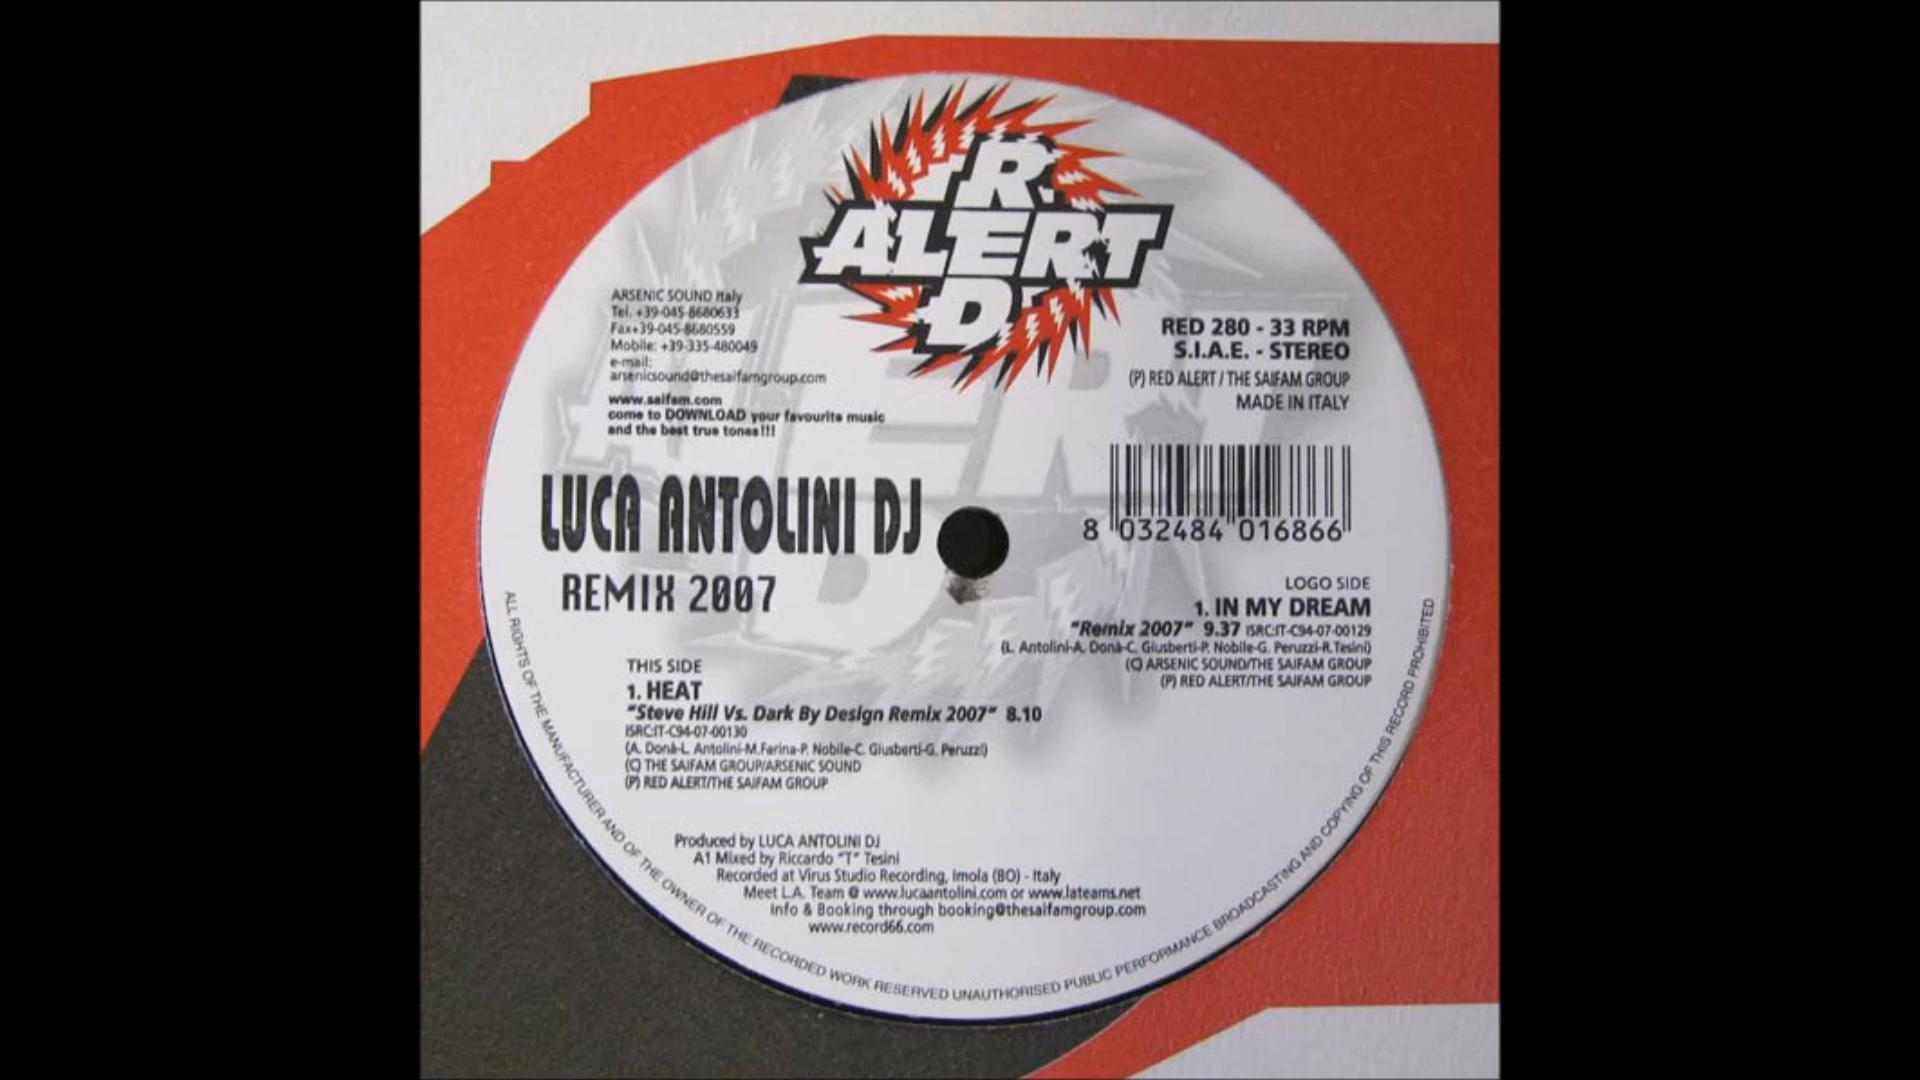 R
ALERT
D
ARSENIC SOUND Italy
Tel. +39-045-8680633
Fax+39-045-8680559
Mobile: +39-335-480049
e-mail:
arsenicsound@thesaifamgroup.com
www.saifam.com
come to DOWNLOAD your favourite music
and the best true tones!!!
RED 280 - 33 RPM
S.I.A.E. - STEREO
(P) RED ALERT / THE SAIFAM GROUP
MADE IN ITALY
8 032484 016866
LUCA ANTOLINI DJ
REMIX 2007
LOGO SIDE
1. IN MY DREAM
"Remix 2007" 9.37 ISRC:IT-C94-07-00129
(L. Antolini-A. Donà-C. Giusberti-P. Nobile-G. Peruzzi-R.Tesini)
(C) ARSENIC SOUND/THE SAIFAM GROUP
(P) RED ALERT/THE SAIFAM GROUP
THIS SIDE
1. HEAT
"Steve Hill Vs. Dark By Design Remix 2007" 8.10
ISRC:IT-C94-07-00130
(A. Donà-L. Antolini-M.Farina-P. Nobile-C. Giusberti-G. Peruzzi)
(C) THE SAIFAM GROUP/ARSENIC SOUND
(P) RED ALERT/THE SAIFAM GROUP
Produced by LUCA ANTOLINI DJ
A1 Mixed by Riccardo "T" Tesini
Recorded at Virus Studio Recording, Imola (BO) - Italy
Meet L.A. Team @ www.lucaantolini.com or www.lateams.net
Info & Booking through booking@thesaifamgroup.com
www.record66.com
ALL RIGHTS OF THE MANUFACTURER AND OF THE OWNER OF THE RECORDED WORK RESERVED UNAUTHORISED PUBLIC PERFORMANCE BROADCASTING AND COPYING OF THIS RECORD PROHIBITED